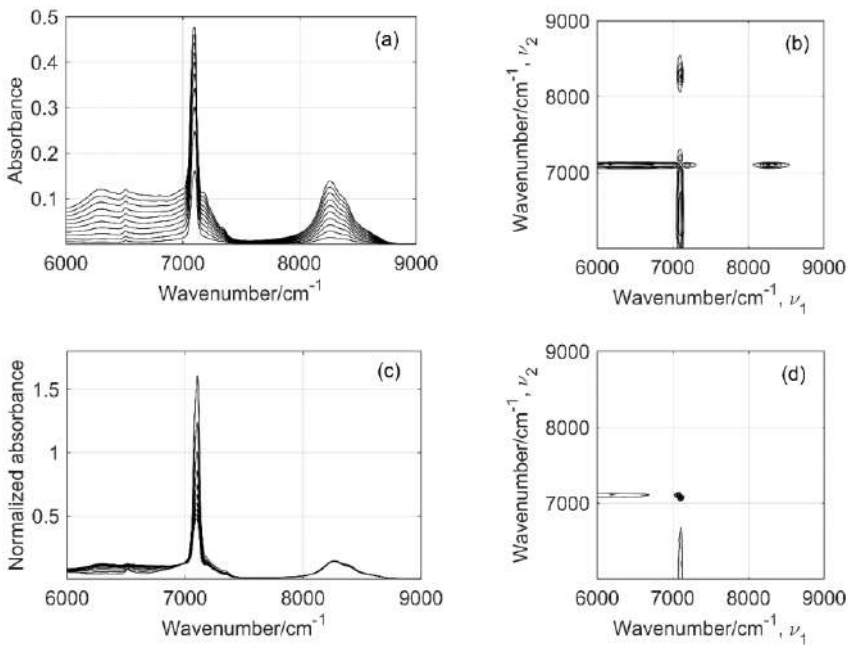 (a)
0.5
0.4
0.3
0.2
0.1
Absorbance
6000 7000 8000 9000
Wavenumber/cm⁻¹
(b)
9000
8000
7000
Wavenumber/cm⁻¹, ν₂
6000 7000 8000 9000
Wavenumber/cm⁻¹, ν₁
(c)
1.5
1
0.5
Normalized absorbance
6000 7000 8000 9000
Wavenumber/cm⁻¹
(d)
9000
8000
7000
Wavenumber/cm⁻¹, ν₂
6000 7000 8000 9000
Wavenumber/cm⁻¹, ν₁